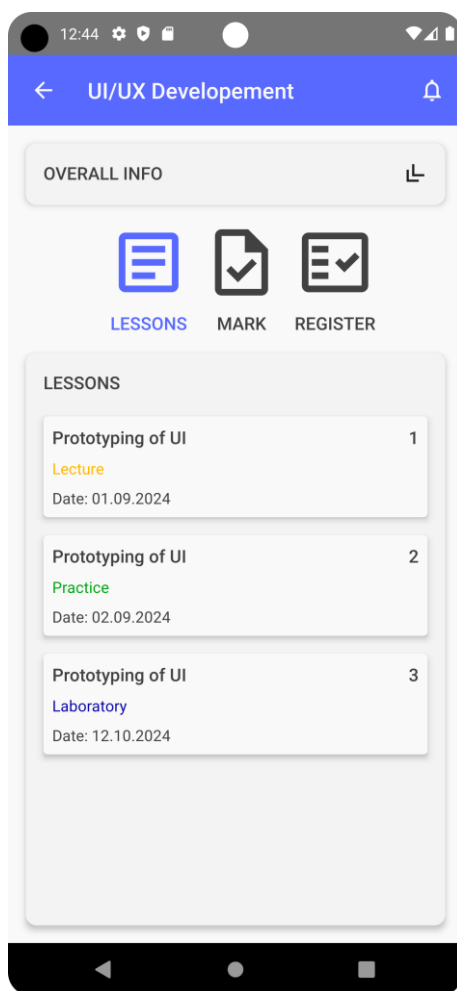 12:44
UI/UX Developement
OVERALL INFO
LESSONS MARK REGISTER
LESSONS
Prototyping of UI 1
Lecture
Date: 01.09.2024
Prototyping of UI 2
Practice
Date: 02.09.2024
Prototyping of UI 3
Laboratory
Date: 12.10.2024